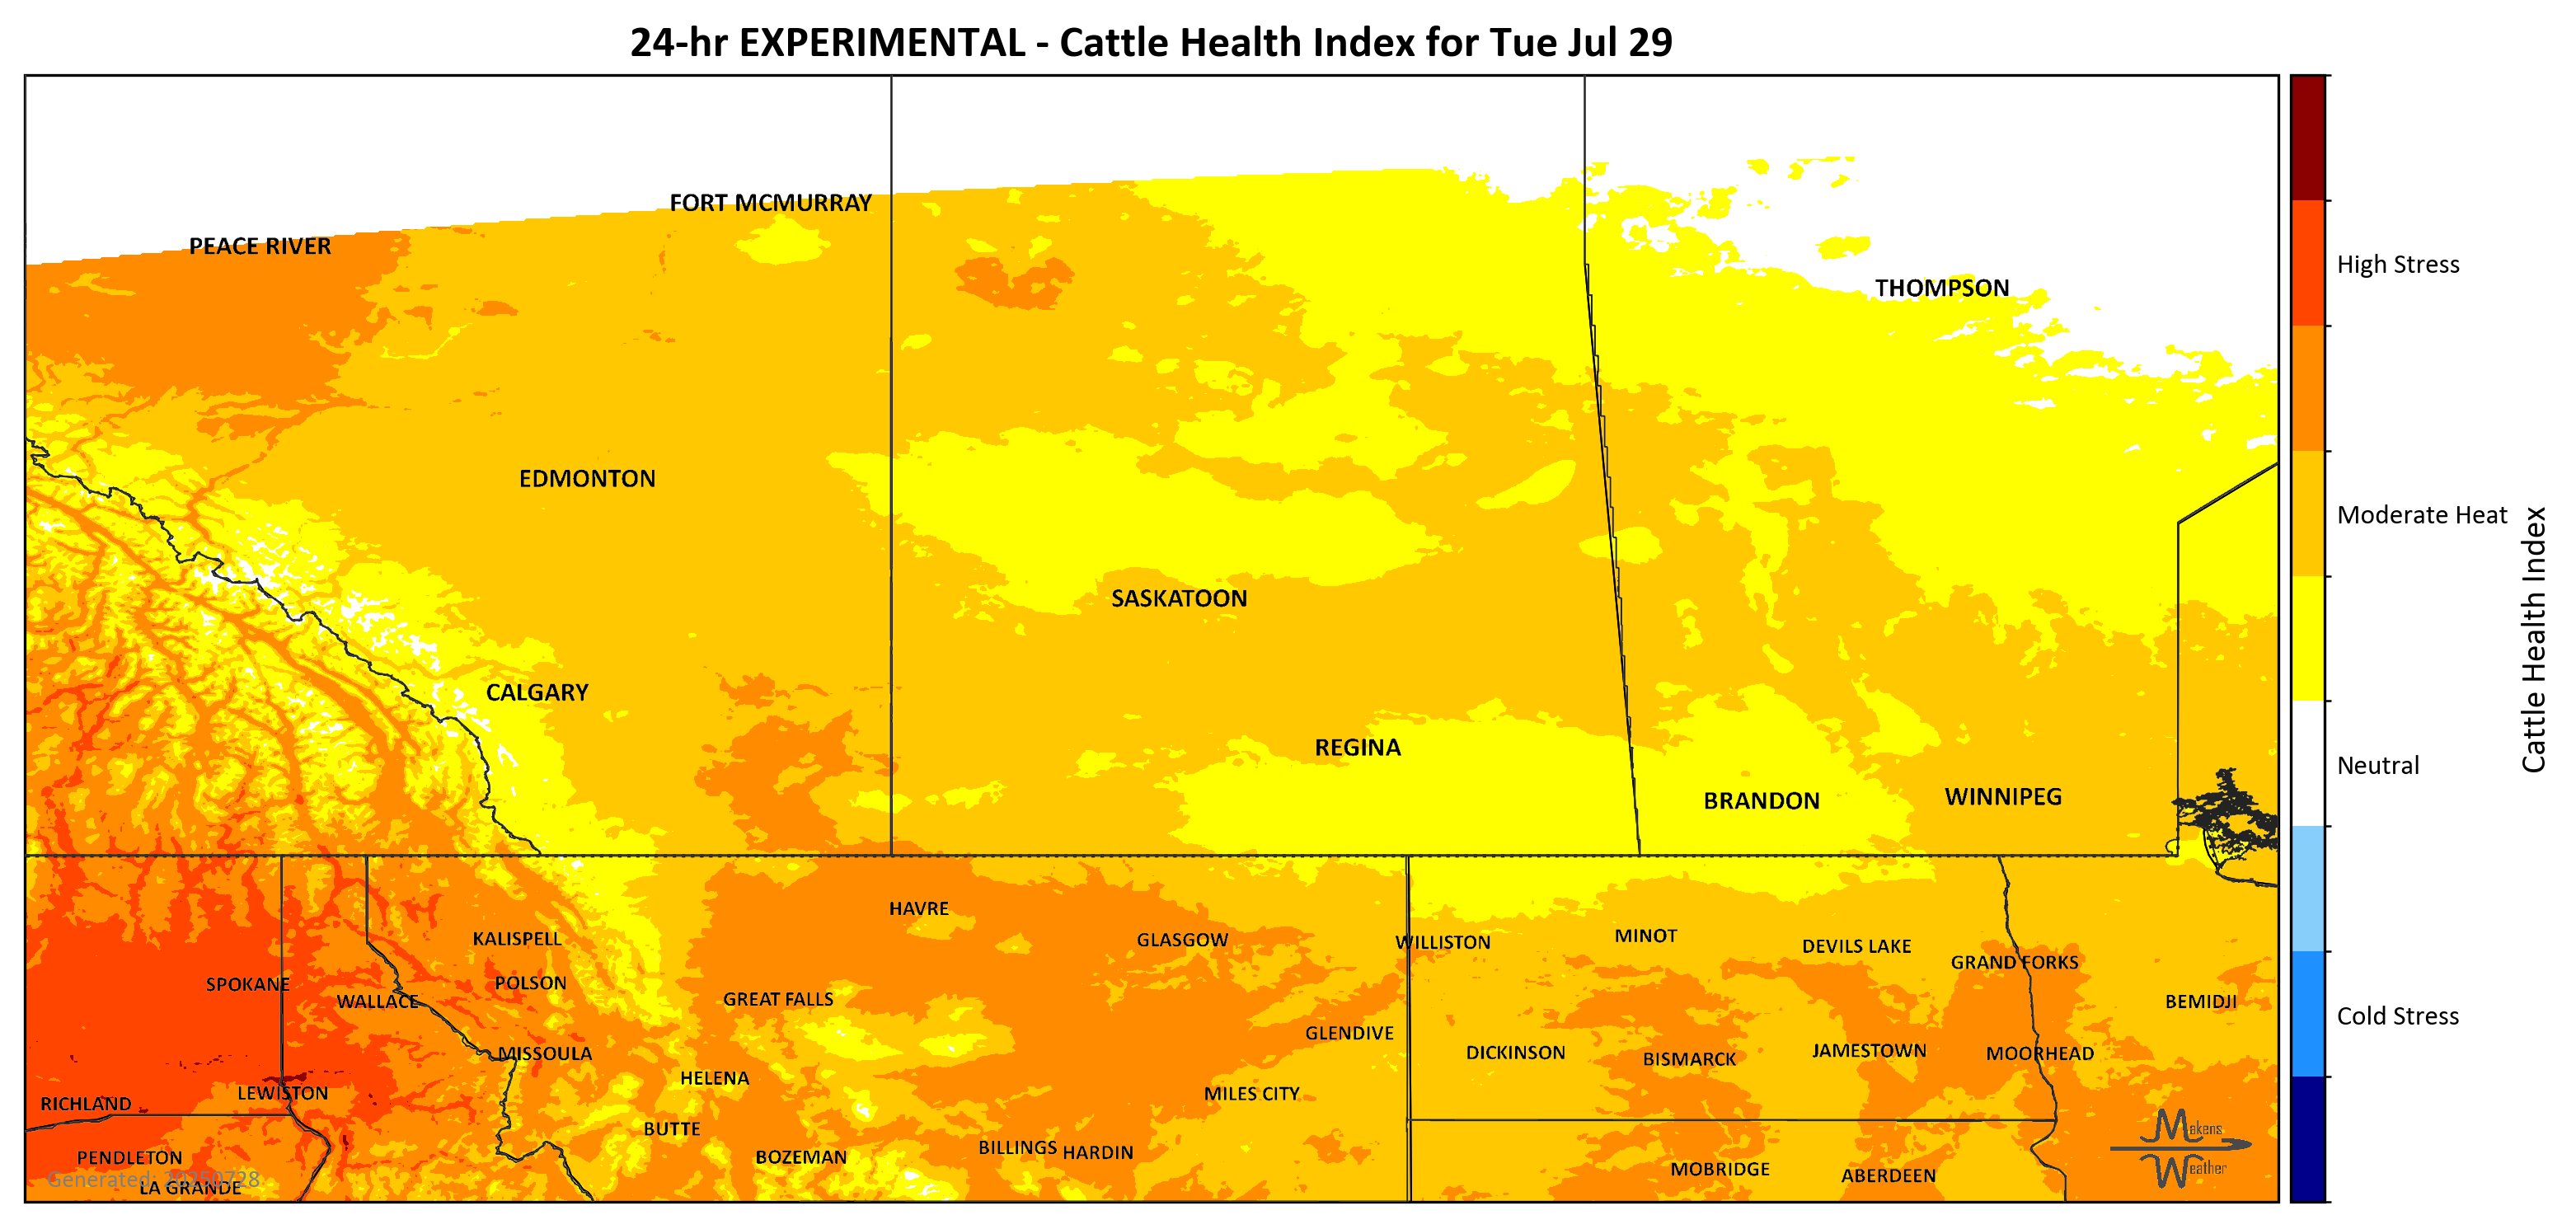 24-hr EXPERIMENTAL - Cattle Health Index for Tue Jul 29
FORT MCMURRAY
PEACE RIVER
THOMPSON
EDMONTON
SASKATOON
CALGARY
REGINA
BRANDON
WINNIPEG
HAVRE
KALISPELL
GLASGOW
WILLISTON
MINOT
DEVILS LAKE
GRAND FORKS
SPOKANE
POLSON
WALLACE
GREAT FALLS
BEMIDJI
GLENDIVE
MISSOULA
DICKINSON
BISMARCK
JAMESTOWN
MOORHEAD
HELENA
LEWISTON
MILES CITY
RICHLAND
BUTTE
BILLINGS
HARDIN
PENDLETON
BOZEMAN
MOBRIDGE
ABERDEEN
Generated: 20250728
LA GRANDE
Makens
Weather
High Stress
Moderate Heat
Neutral
Cold Stress
Cattle Health Index